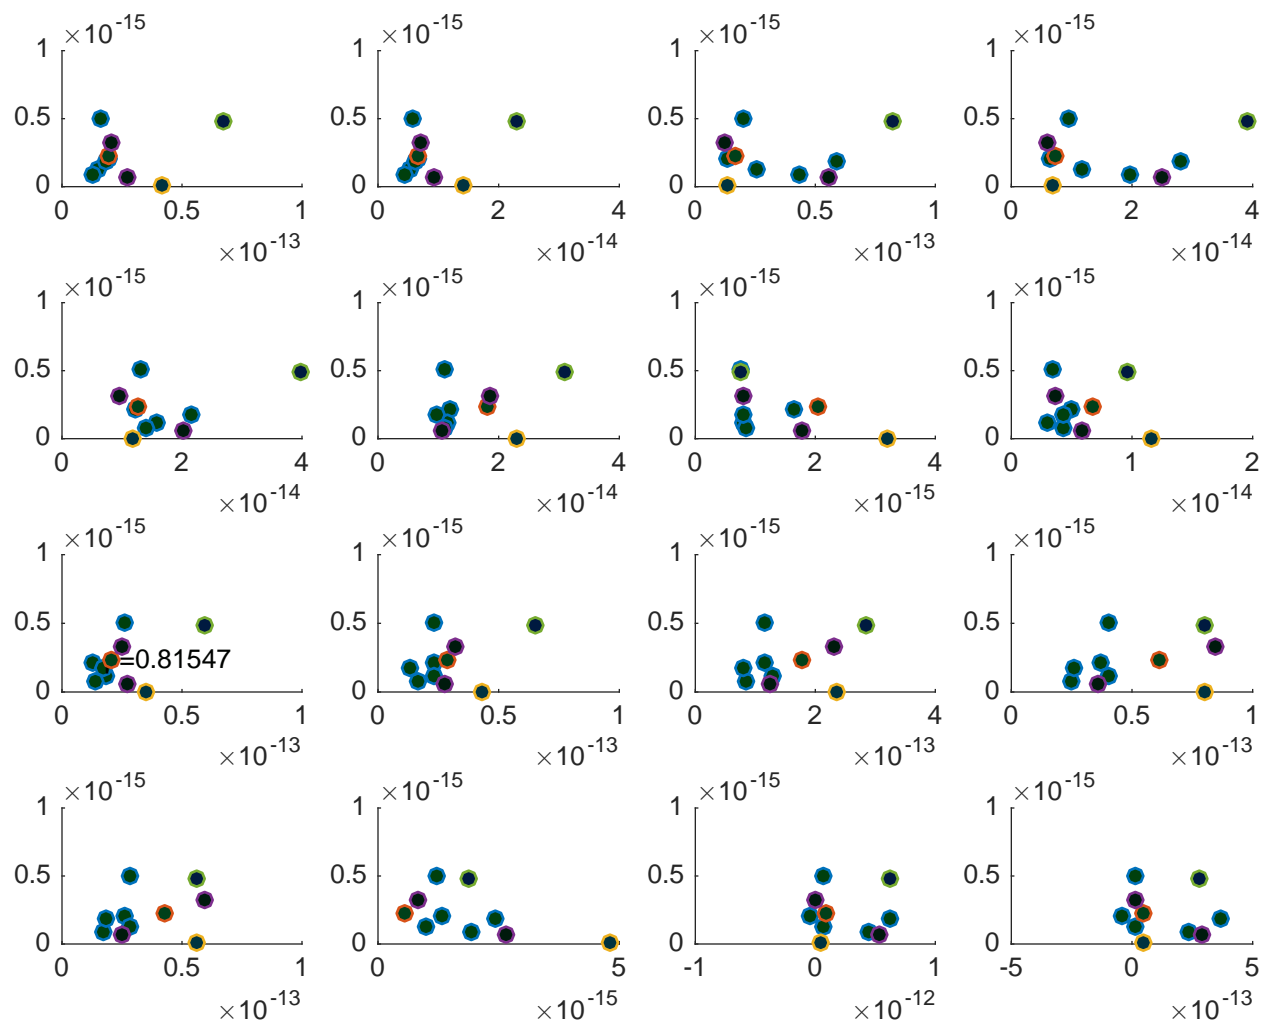 ×10-15 ×10-15 ×10-15 ×10-15
1 1 1 1
0.5 0.5 0.5 0.5
0 0 0 0
0 0.5 1 0 2 4 0 0.5 1 0 2 4
×10-13 ×10-14 ×10-13 ×10-14
×10-15 ×10-15 ×10-15 ×10-15
1 1 1 1
0.5 0.5 0.5 0.5
0 0 0 0
0 2 4 0 2 4 0 2 4 0 1 2
×10-14 ×10-14 ×10-15 ×10-14
×10-15 ×10-15 ×10-15 ×10-15
1 1 1 1
0.5 0.5 0.5 0.5
=0.81547
0 0 0 0
0 0.5 1 0 0.5 1 0 2 4 0 0.5 1
×10-13 ×10-13 ×10-13 ×10-13
×10-15 ×10-15 ×10-15 ×10-15
1 1 1 1
0.5 0.5 0.5 0.5
0 0 0 0
0 0.5 1 0 5 -1 0 1 -5 0 5
×10-13 ×10-15 ×10-12 ×10-13